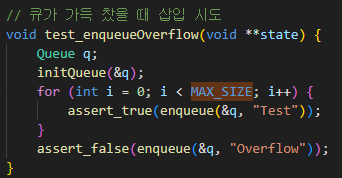 // 큐가 가득 찼을 때 삽입 시도
void test_enqueueOverflow(void **state) {
    Queue q;
    initQueue(&q);
    for (int i = 0; i < MAX_SIZE; i++) {
        assert_true(enqueue(&q, "Test"));
    }
    assert_false(enqueue(&q, "Overflow"));
}